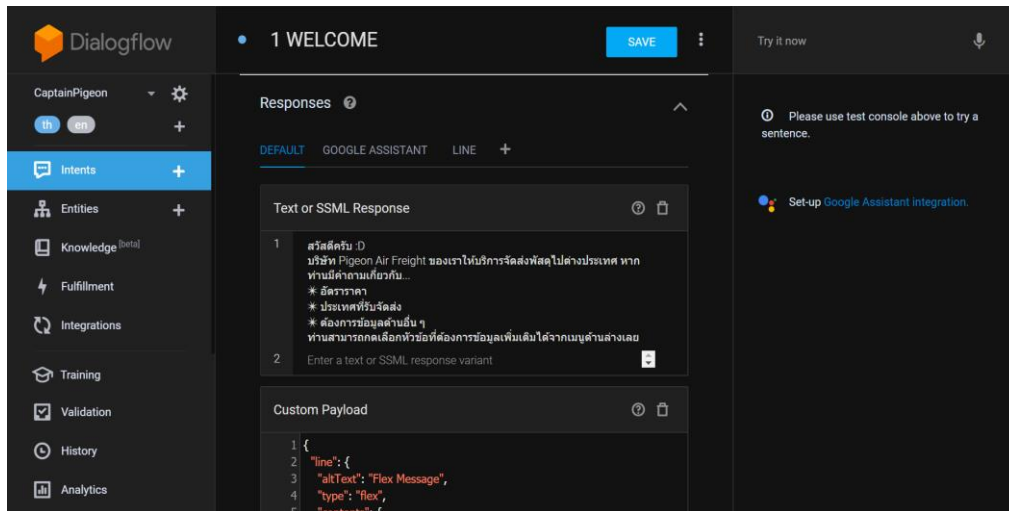 Dialogflow
CaptainPigeon
th en
Intents
Entities
Knowledge [beta]
Fulfillment
Integrations
Training
Validation
History
Analytics
1 WELCOME
SAVE
Responses
DEFAULT GOOGLE ASSISTANT LINE
Text or SSML Response
1 สวัสดีครับ :D
บริษัท Pigeon Air Freight ของเราให้บริการจัดส่งพัสดุไปต่างประเทศ หาก
ท่านมีคำถามเกี่ยวกับ...
✴ อัตราราคา
✴ ประเทศที่รับจัดส่ง
✴ ต้องการข้อมูลด้านอื่น ๆ
ท่านสามารถกดเลือกหัวข้อที่ต้องการข้อมูลเพิ่มเติมได้จากเมนูด้านล่างเลย
2 Enter a text or SSML response variant
Custom Payload
1 {
2 "line": {
3 "altText": "Flex Message",
4 "type": "flex",
5 "contents": {
Try it now
Please use test console above to try a
sentence.
Set-up Google Assistant integration.